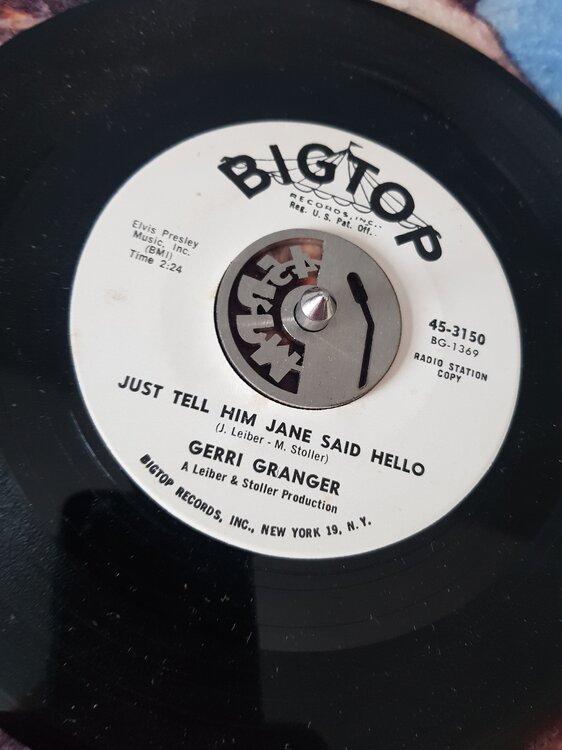 BIGTOP
RECORDS, INC.
Reg. U. S. Pat. Off.
Elvis Presley
Music, Inc.
(BMI)
Time 2:24
45-3150
BG-1369
RADIO STATION
COPY
JUST TELL HIM JANE SAID HELLO
(J. Leiber - M. Stoller)
GERRI GRANGER
A Leiber & Stoller Production
BIGTOP RECORDS, INC., NEW YORK 19, N. Y.